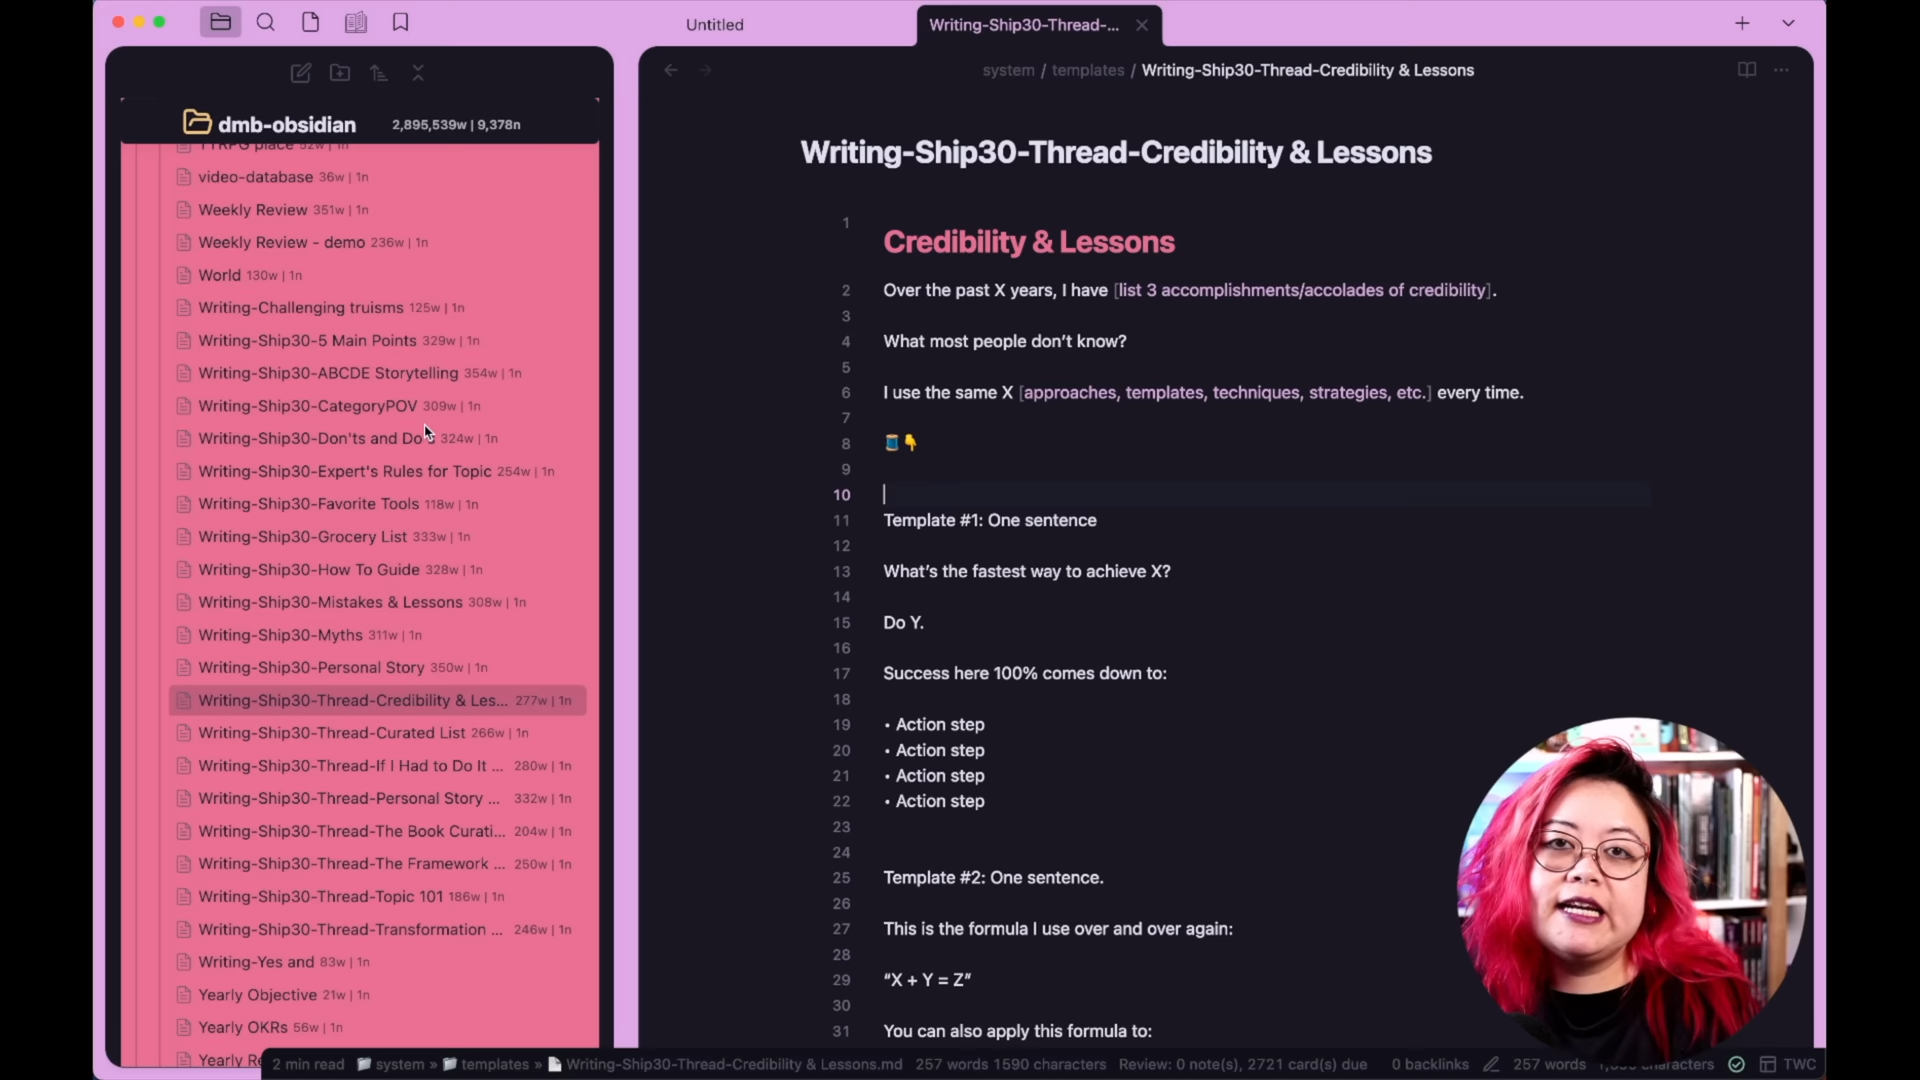 Untitled
Writing-Ship30-Thread-...
dmb-obsidian 2,895,539w | 9,378n
TTRPG place 52w | 1n
video-database 36w | 1n
Weekly Review 351w | 1n
Weekly Review - demo 236w | 1n
World 130w | 1n
Writing-Challenging truisms 125w | 1n
Writing-Ship30-5 Main Points 329w | 1n
Writing-Ship30-ABCDE Storytelling 354w | 1n
Writing-Ship30-CategoryPOV 309w | 1n
Writing-Ship30-Don'ts and Do's 324w | 1n
Writing-Ship30-Expert's Rules for Topic 254w | 1n
Writing-Ship30-Favorite Tools 118w | 1n
Writing-Ship30-Grocery List 333w | 1n
Writing-Ship30-How To Guide 328w | 1n
Writing-Ship30-Mistakes & Lessons 308w | 1n
Writing-Ship30-Myths 311w | 1n
Writing-Ship30-Personal Story 350w | 1n
Writing-Ship30-Thread-Credibility & Les... 277w | 1n
Writing-Ship30-Thread-Curated List 266w | 1n
Writing-Ship30-Thread-If I Had to Do It ... 280w | 1n
Writing-Ship30-Thread-Personal Story ... 332w | 1n
Writing-Ship30-Thread-The Book Curati... 204w | 1n
Writing-Ship30-Thread-The Framework ... 250w | 1n
Writing-Ship30-Thread-Topic 101 186w | 1n
Writing-Ship30-Thread-Transformation ... 246w | 1n
Writing-Yes and 83w | 1n
Yearly Objective 21w | 1n
Yearly OKRs 56w | 1n
Yearly Re
system / templates / Writing-Ship30-Thread-Credibility & Lessons
Writing-Ship30-Thread-Credibility & Lessons
1 Credibility & Lessons
2 Over the past X years, I have [list 3 accomplishments/accolades of credibility].
3
4 What most people don’t know?
5
6 I use the same X [approaches, templates, techniques, strategies, etc.] every time.
7
8 🧵👇
9
10
11 Template #1: One sentence
12
13 What’s the fastest way to achieve X?
14
15 Do Y.
16
17 Success here 100% comes down to:
18
19 • Action step
20 • Action step
21 • Action step
22 • Action step
23
24
25 Template #2: One sentence.
26
27 This is the formula I use over and over again:
28
29 “X + Y = Z”
30
31 You can also apply this formula to:
2 min read system » templates » Writing-Ship30-Thread-Credibility & Lessons.md 257 words 1590 characters Review: 0 note(s), 2721 card(s) due 0 backlinks 257 words characters TWC